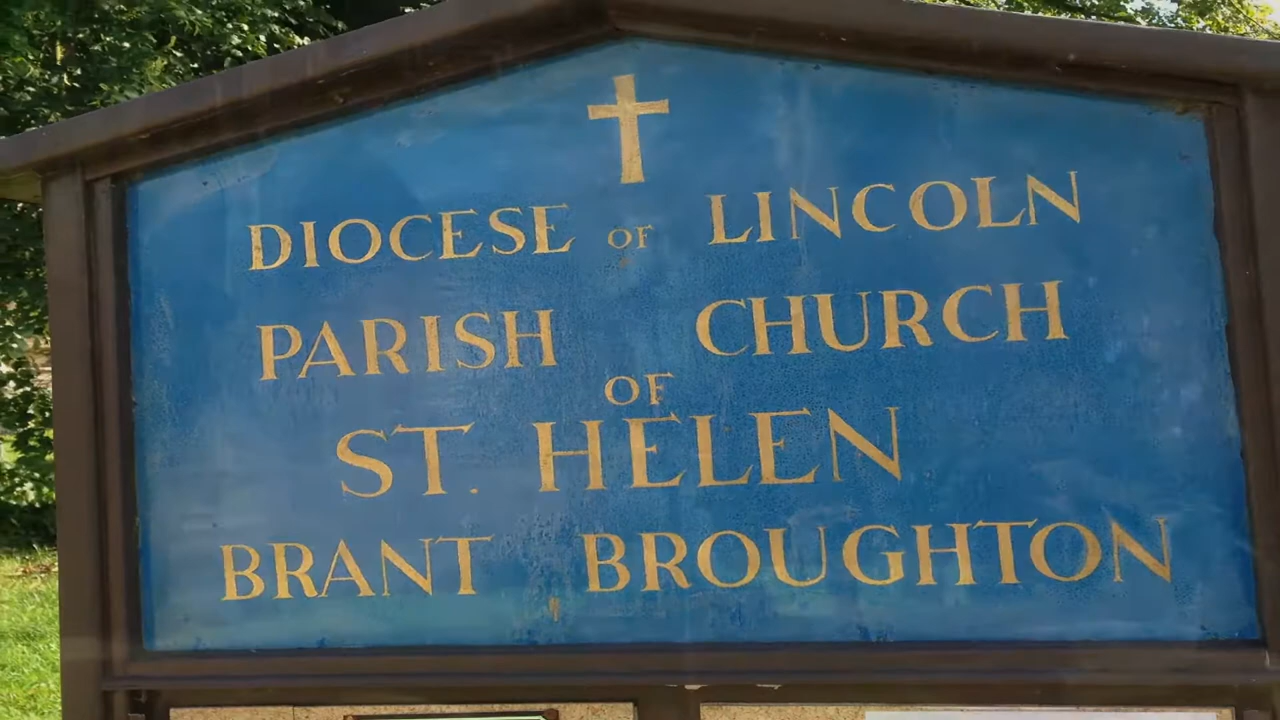 DIOCESE OF LINCOLN
PARISH CHURCH
OF
ST. HELEN
BRANT BROUGHTON